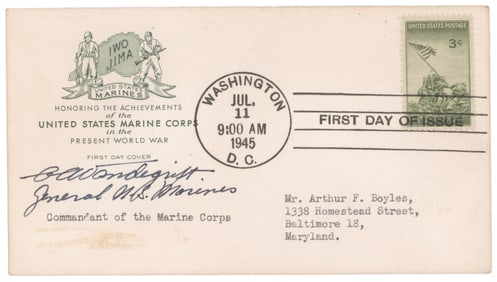 IWO
JIMA
UNITED STATES
MARINES
HONORING THE ACHIEVEMENTS
of the
UNITED STATES MARINE CORPS
in the
PRESENT WORLD WAR
FIRST DAY COVER
A A Vandegrift
General U.S. Marines
Commandant of the Marine Corps
WASHINGTON
JUL.
11
9:00 AM
1945
D. C.
UNITED STATES POSTAGE
3¢
FIRST DAY OF ISSUE
Mr. Arthur F. Boyles,
1338 Homestead Street,
Baltimore 18,
Maryland.